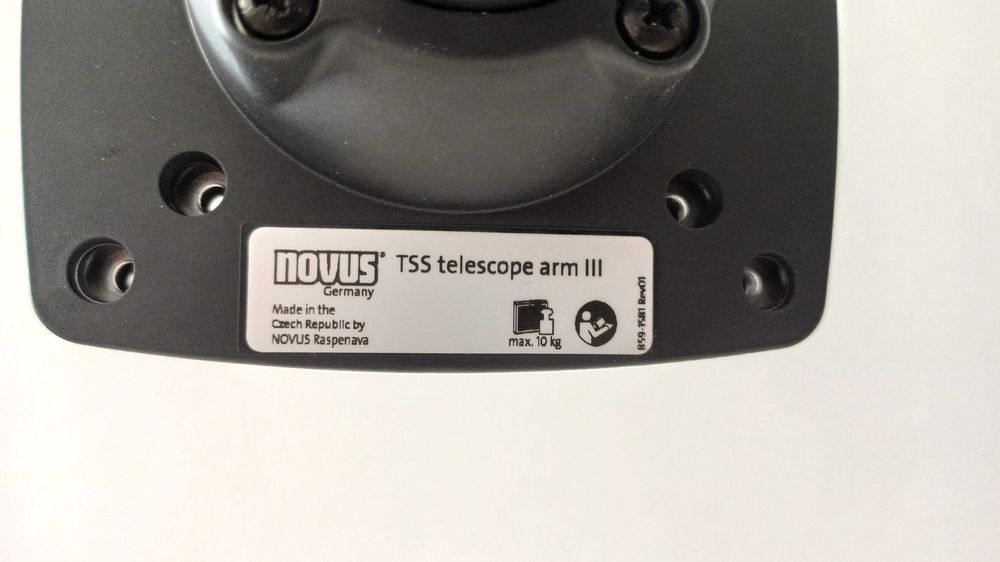 novus®
Germany
TSS telescope arm III
Made in the
Czech Republic by
NOVUS Raspenava
max. 10 kg
859-1581 Rev01